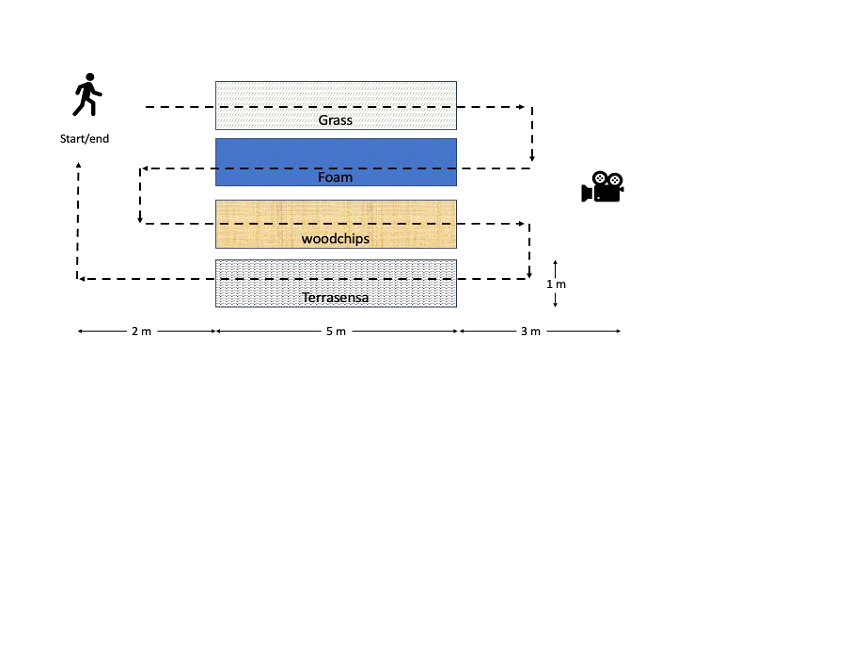 Grass
Start/end
Foam
woodchips
Terrasensa
1 m
2 m
5 m
3 m